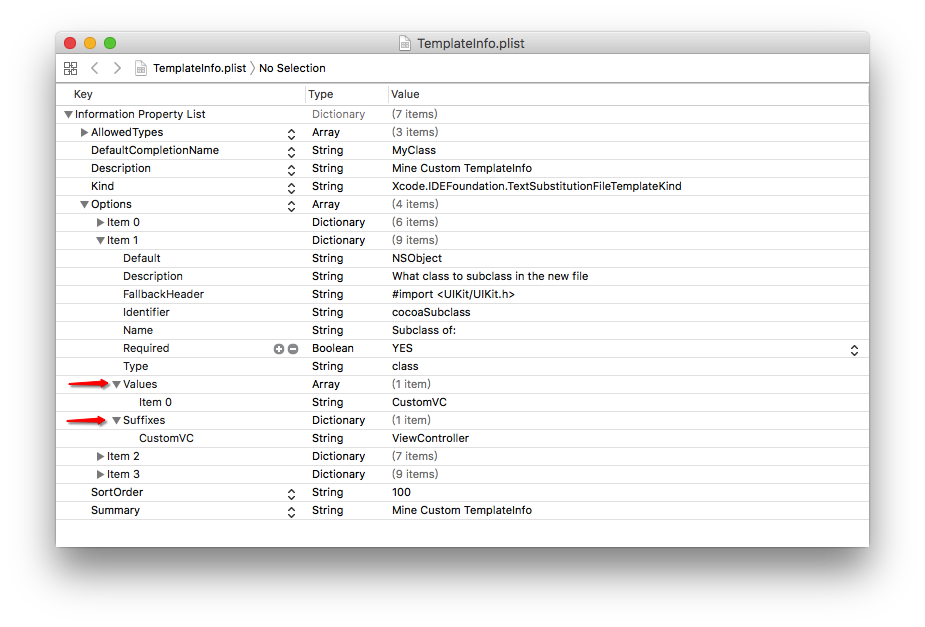 TemplateInfo.plist
TemplateInfo.plist No Selection
Key Type Value
Information Property List Dictionary (7 items)
AllowedTypes Array (3 items)
DefaultCompletionName String MyClass
Description String Mine Custom TemplateInfo
Kind String Xcode.IDEFoundation.TextSubstitutionFileTemplateKind
Options Array (4 items)
Item 0 Dictionary (6 items)
Item 1 Dictionary (9 items)
Default String NSObject
Description String What class to subclass in the new file
FallbackHeader String #import <UIKit/UIKit.h>
Identifier String cocoaSubclass
Name String Subclass of:
Required Boolean YES
Type String class
Values Array (1 item)
Item 0 String CustomVC
Suffixes Dictionary (1 item)
CustomVC String ViewController
Item 2 Dictionary (7 items)
Item 3 Dictionary (9 items)
SortOrder String 100
Summary String Mine Custom TemplateInfo